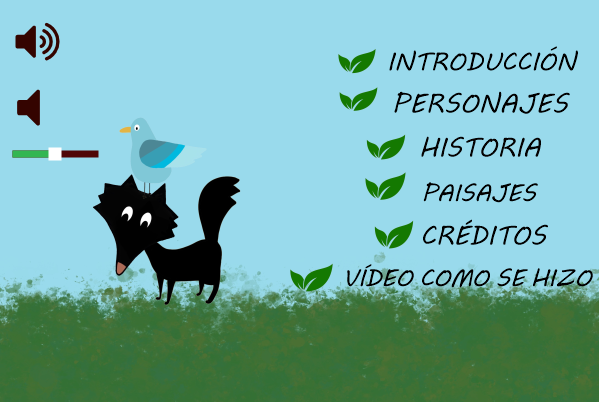 INTRODUCCIÓN
PERSONAJES
HISTORIA
PAISAJES
CRÉDITOS
VÍDEO COMO SE HIZO